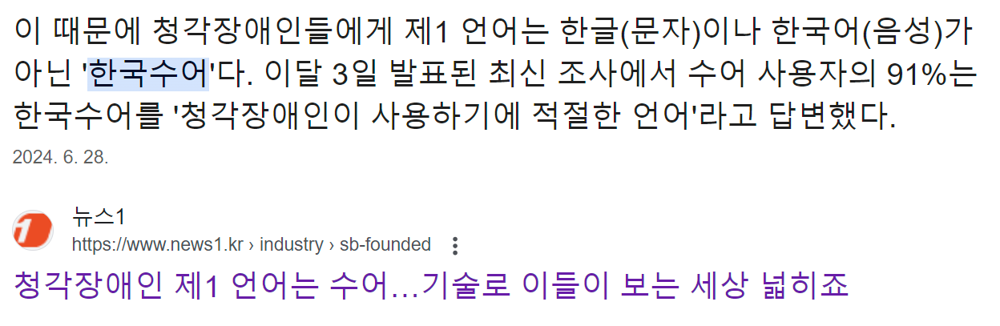 이 때문에 청각장애인들에게 제1 언어는 한글(문자)이나 한국어(음성)가
아닌 '한국수어'다. 이달 3일 발표된 최신 조사에서 수어 사용자의 91%는
한국수어를 '청각장애인이 사용하기에 적절한 언어'라고 답변했다.
2024. 6. 28.
뉴스1
https://www.news1.kr › industry › sb-founded
청각장애인 제1 언어는 수어…기술로 이들이 보는 세상 넓히죠